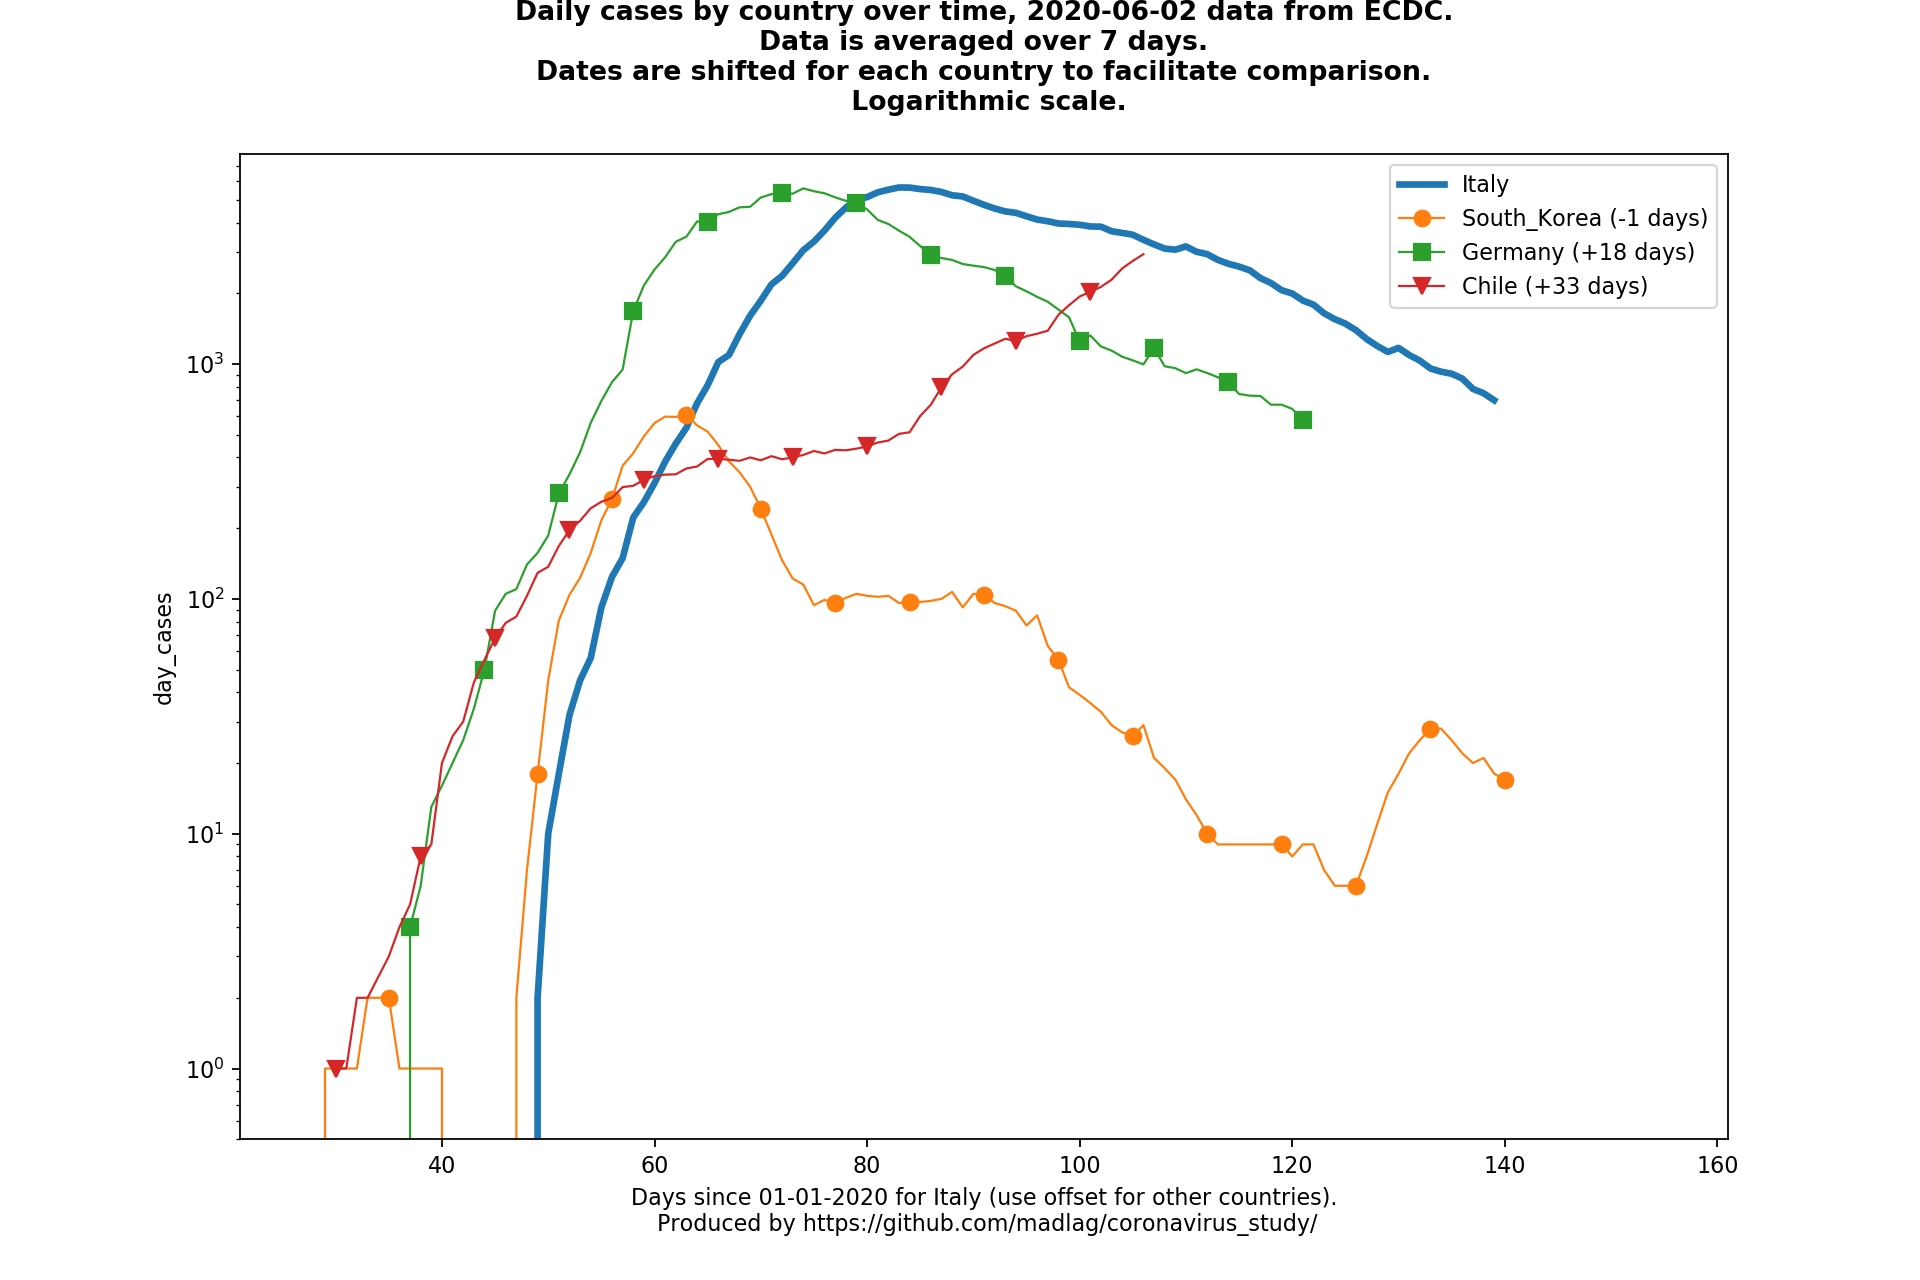 Daily cases by country over time, 2020-06-02 data from ECDC.
Data is averaged over 7 days.
Dates are shifted for each country to facilitate comparison.
Logarithmic scale.
Italy
South_Korea (-1 days)
Germany (+18 days)
Chile (+33 days)
10³
10²
10¹
10⁰
day_cases
40 60 80 100 120 140 160
Days since 01-01-2020 for Italy (use offset for other countries).
Produced by https://github.com/madlag/coronavirus_study/